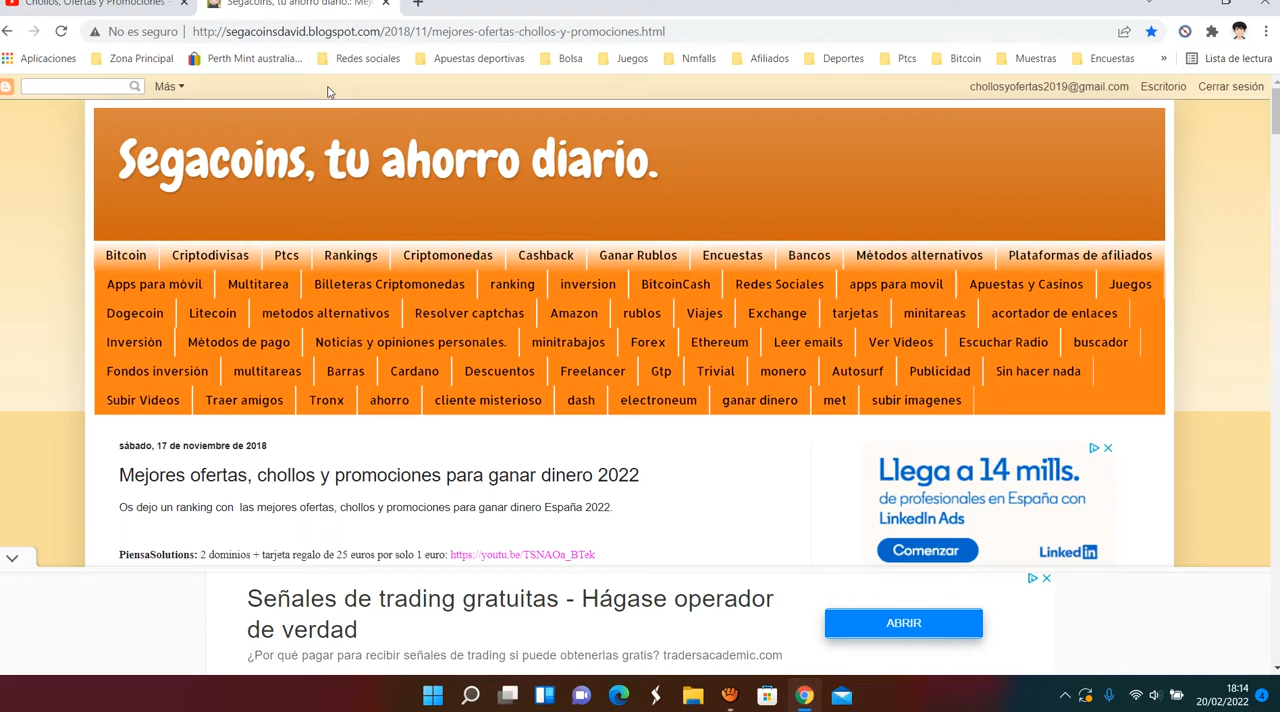 Chollos, Ofertas y Promociones -
Segacoins, tu ahorro diario.: Mej
No es seguro
http://segacoinsdavid.blogspot.com/2018/11/mejores-ofertas-chollos-y-promociones.html
Aplicaciones Zona Principal Perth Mint australia... Redes sociales Apuestas deportivas Bolsa Juegos Nmfalls Afiliados Deportes Ptcs Bitcoin Muestras Encuestas » Lista de lectura
Más chollosyofertas2019@gmail.com Escritorio Cerrar sesión
Segacoins, tu ahorro diario.
Bitcoin Criptodivisas Ptcs Rankings Criptomonedas Cashback Ganar Rublos Encuestas Bancos Métodos alternativos Plataformas de afiliados
Apps para móvil Multitarea Billeteras Criptomonedas ranking inversion BitcoinCash Redes Sociales apps para movil Apuestas y Casinos Juegos
Dogecoin Litecoin metodos alternativos Resolver captchas Amazon rublos Viajes Exchange tarjetas minitareas acortador de enlaces
Inversión Métodos de pago Noticias y opiniones personales. minitrabajos Forex Ethereum Leer emails Ver Videos Escuchar Radio buscador
Fondos inversión multitareas Barras Cardano Descuentos Freelancer Gtp Trivial monero Autosurf Publicidad Sin hacer nada
Subir Videos Traer amigos Tronx ahorro cliente misterioso dash electroneum ganar dinero met subir imagenes
sábado, 17 de noviembre de 2018
Mejores ofertas, chollos y promociones para ganar dinero 2022
Os dejo un ranking con las mejores ofertas, chollos y promociones para ganar dinero España 2022.
PiensaSolutions: 2 dominios + tarjeta regalo de 25 euros por solo 1 euro: https://youtu.be/TSNAOa_BTek
Llega a 14 mills.
de profesionales en España con
LinkedIn Ads
Comenzar
Linkedin
Señales de trading gratuitas - Hágase operador
de verdad
¿Por qué pagar para recibir señales de trading si puede obtenerlas gratis? tradersacademic.com
ABRIR
18:14
20/02/2022
4